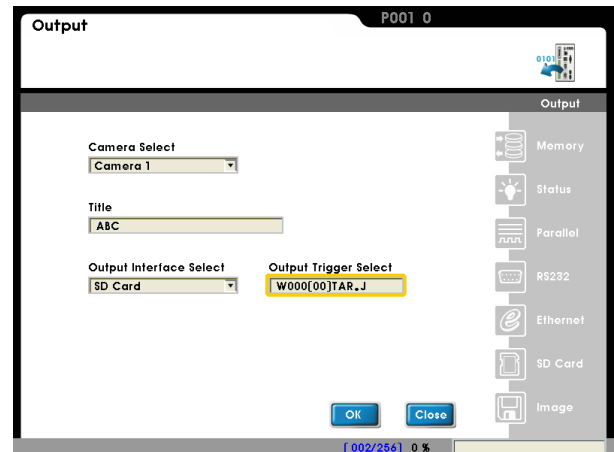 Output
P001 0
0101
Output
Camera Select
Camera 1
Title
ABC
Output Interface Select
Output Trigger Select
SD Card
W000[00]TAR.J
Memory
Status
Parallel
RS232
Ethernet
SD Card
Image
OK
Close
[ 002/256] 0 %